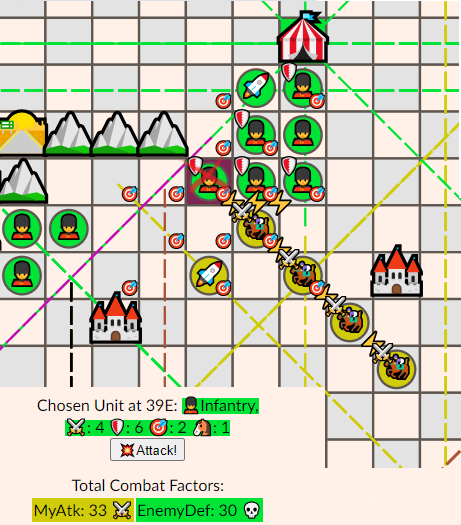 Chosen Unit at 39E: Infantry,
: 4 : 6 : 2 : 1
Attack!
Total Combat Factors:
MyAtk: 33 EnemyDef: 30